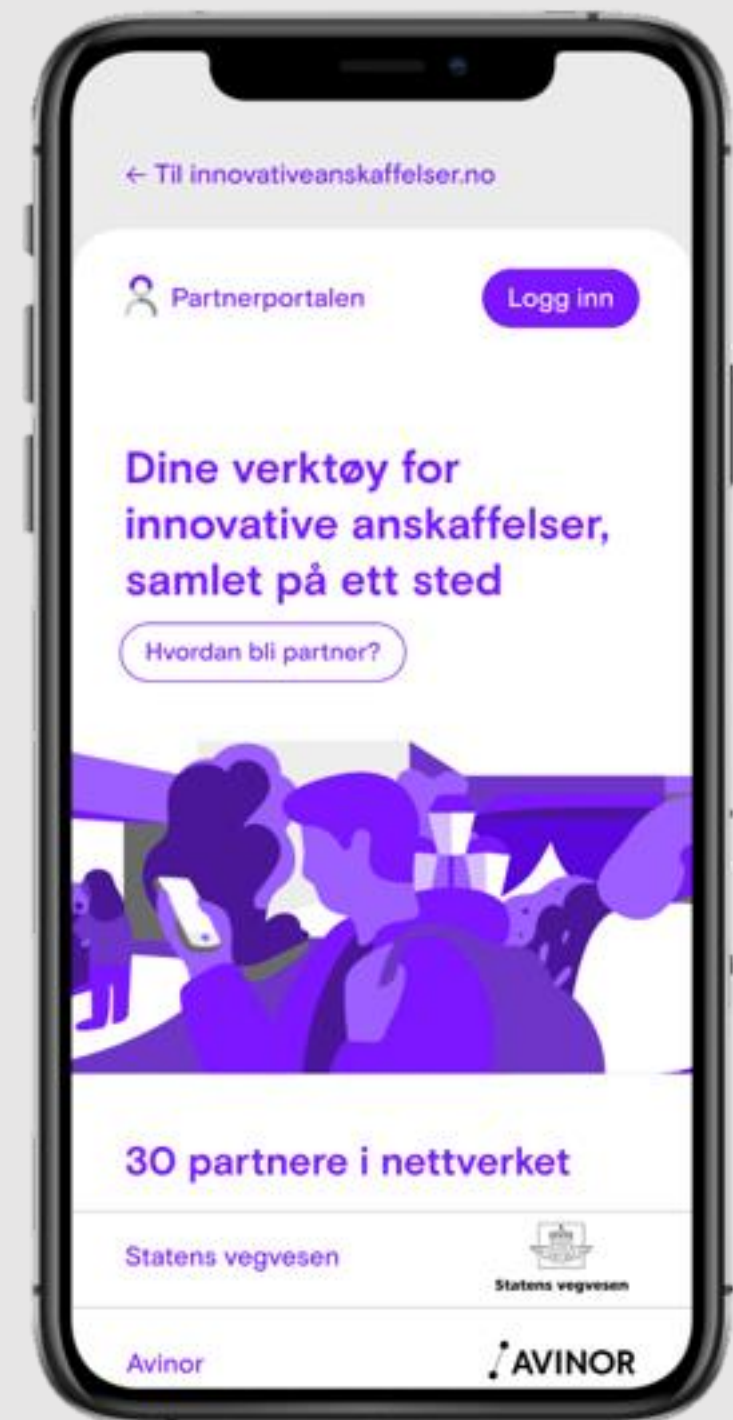 ← Til innovativeanskaffelser.no
Partnerportalen
Logg inn
Dine verktøy for
innovative anskaffelser,
samlet på ett sted
Hvordan bli partner?
30 partnere i nettverket
Statens vegvesen
Statens vegvesen
Avinor
AVINOR